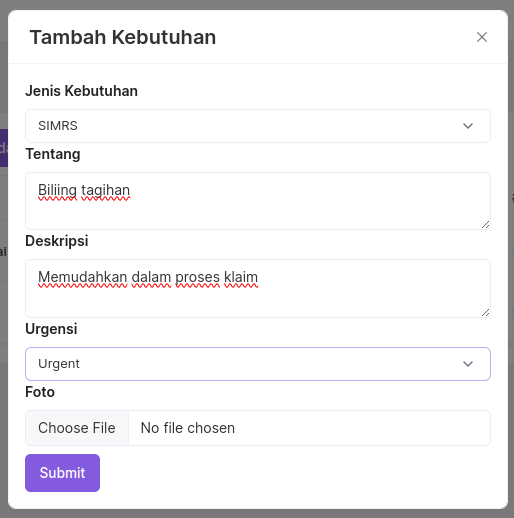 Tambah Kebutuhan
Jenis Kebutuhan
SIMRS
Tentang
Biliing tagihan
Deskripsi
Memudahkan dalam proses klaim
Urgensi
Urgent
Foto
Choose File No file chosen
Submit